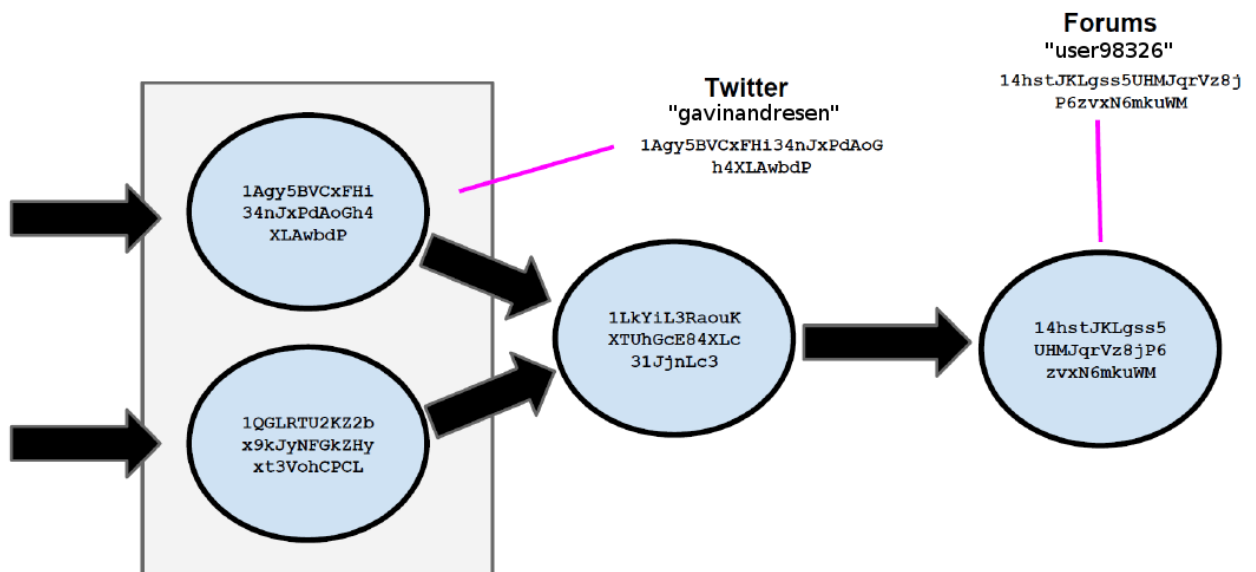 Forums
"user98326"
14hstJKLgss5UHMJqrVz8j
P6zvxN6mkuWM
Twitter
"gavinandresen"
1Agy5BVCxFHi34nJxPdAoG
h4XLAwbdP
1Agy5BVCxFHi
34nJxPdAoGh4
XLAwbdP
1LkYiL3RaouK
XTUhGcE84XLc
31JjnLc3
14hstJKLgss5
UHMJqrVz8jP6
zvxN6mkuWM
1QGLRTU2KZ2b
x9kJyNFGkZHy
xt3VohCPCL